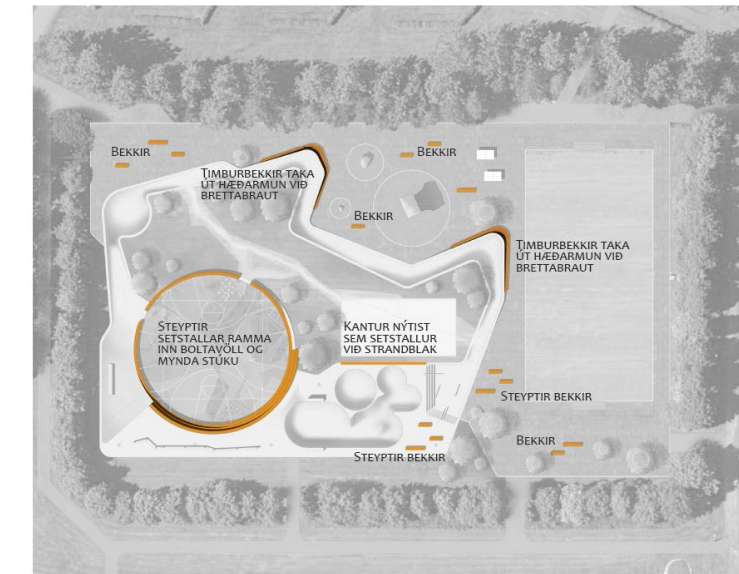 BEKKIR
BEKKIR
TIMBURBEKKIR TAKA
ÚT HÆÐARMUN VIÐ
BRETTABRAUT
BEKKIR
TIMBURBEKKIR TAKA
ÚT HÆÐARMUN VIÐ
BRETTABRAUT
STEYPTIR
SETSTALLAR RAMMA
INN BOLTAVÖLL OG
MYNDA STÚKU
KANTUR NÝTIST
SEM SETSTALLUR
VIÐ STRANDBLAK
STEYPTIR BEKKIR
BEKKIR
STEYPTIR BEKKIR